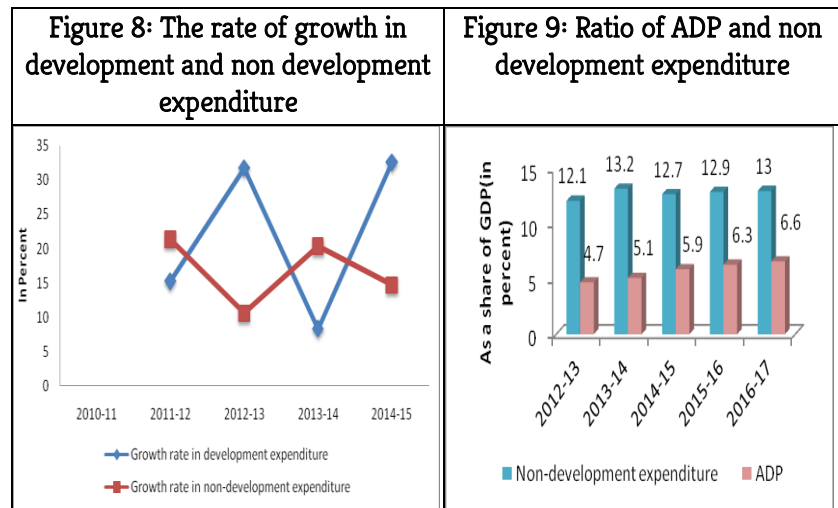 Figure 8: The rate of growth in
development and non development
expenditure
Figure 9: Ratio of ADP and non
development expenditure
In Percent
35
30
25
20
15
10
5
0
2010-11 2011-12 2012-13 2013-14 2014-15
Growth rate in development expenditure
Growth rate in non-development expenditure
As a share of GDP(in
percent)
15
10
5
0
12.1 13.2 12.7 12.9 13
4.7 5.1 5.9 6.3 6.6
2012-13 2013-14 2014-15 2015-16 2016-17
Non-development expenditure ADP